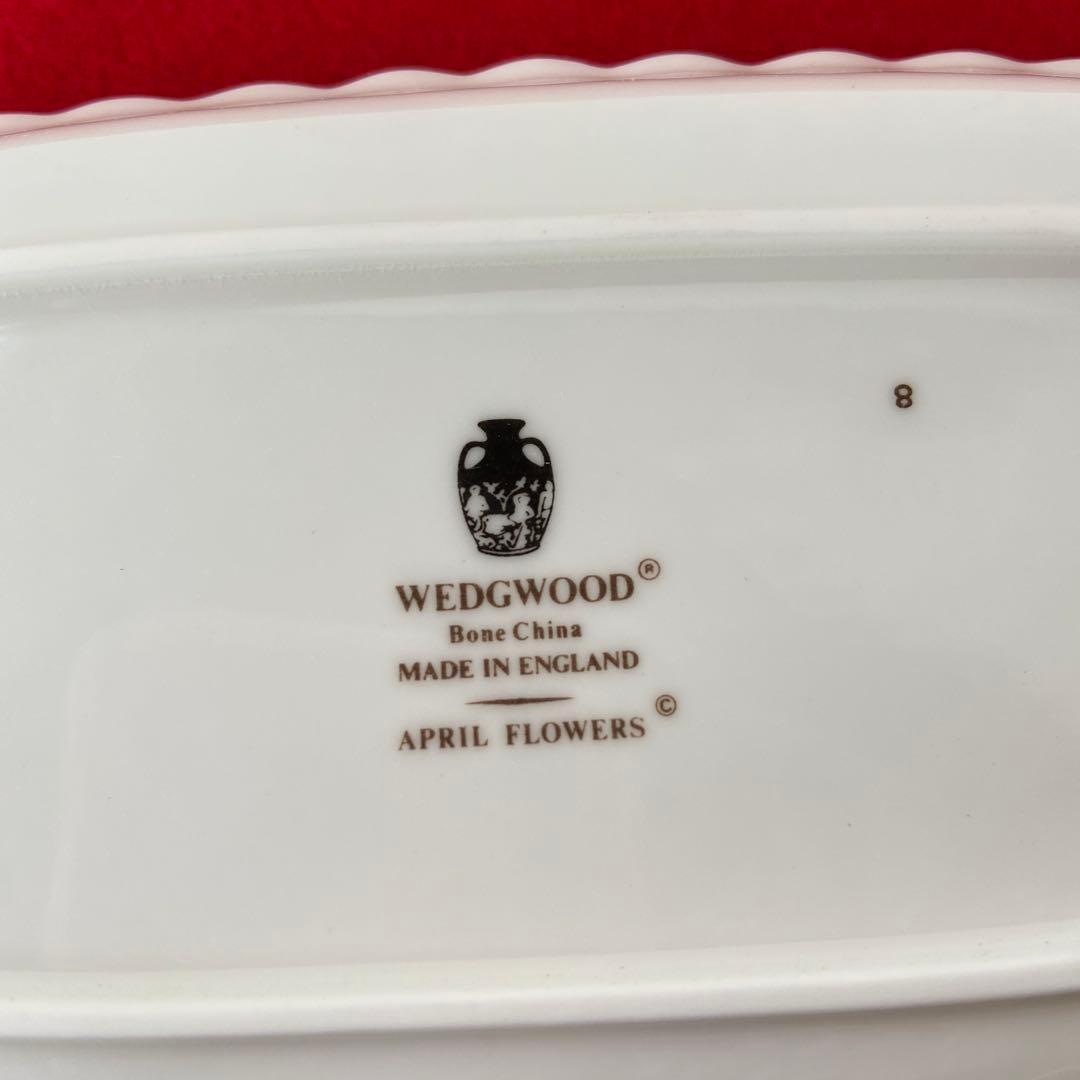 8
WEDGWOOD®
Bone China
MADE IN ENGLAND
APRIL FLOWERS©